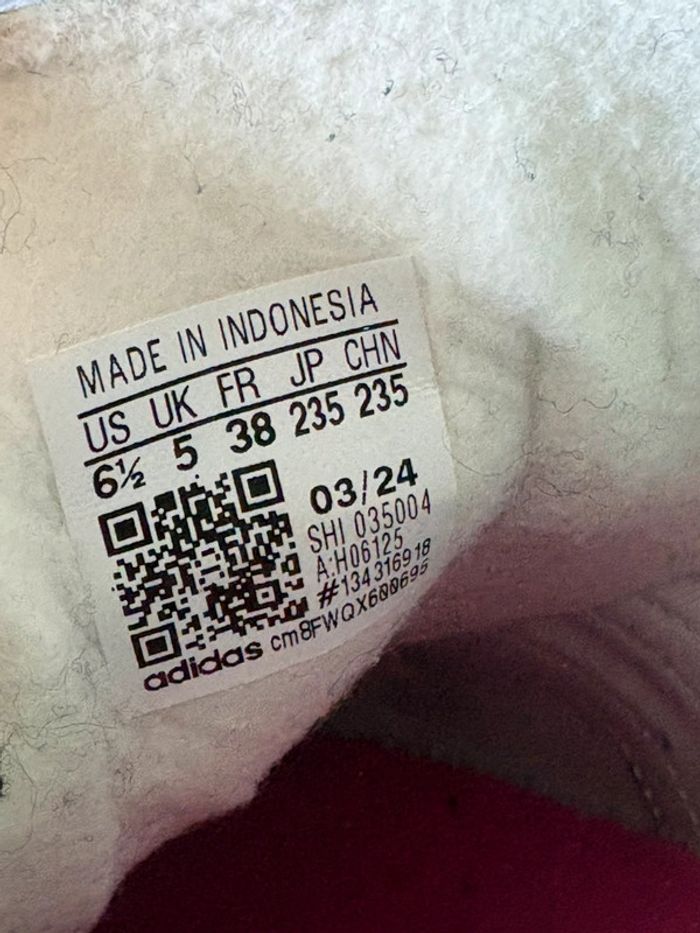 MADE IN INDONESIA
US UK FR JP CHN
6½ 5 38 235 235
03/24
SHI 035004
A:H06125
#134316918
adidas cm8FWQX600695